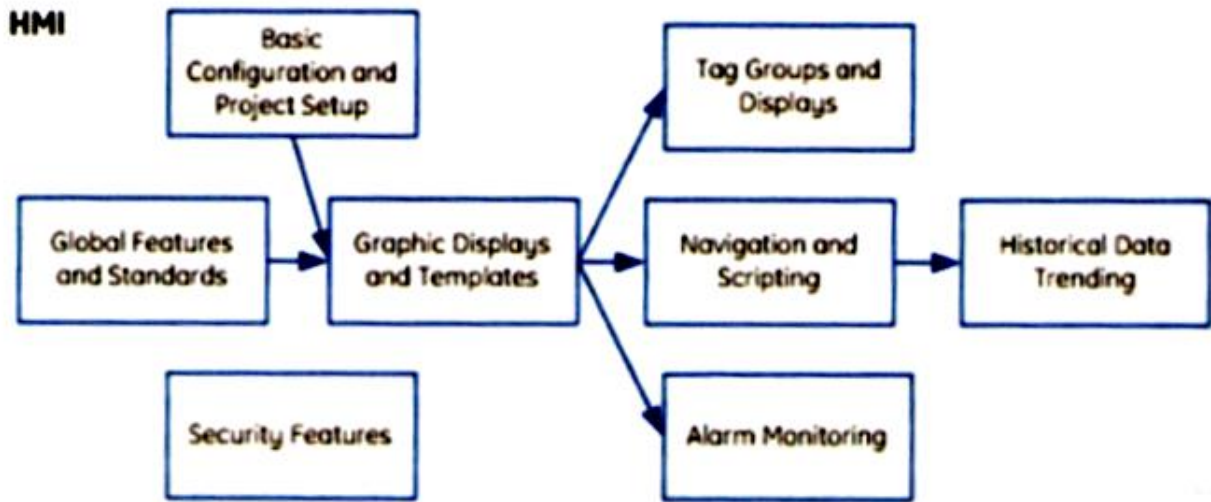 HMI
Basic
Configuration and
Project Setup
Tag Groups and
Displays
Global Features
and Standards
Graphic Displays
and Templates
Navigation and
Scripting
Historical Data
Trending
Security Features
Alarm Monitoring